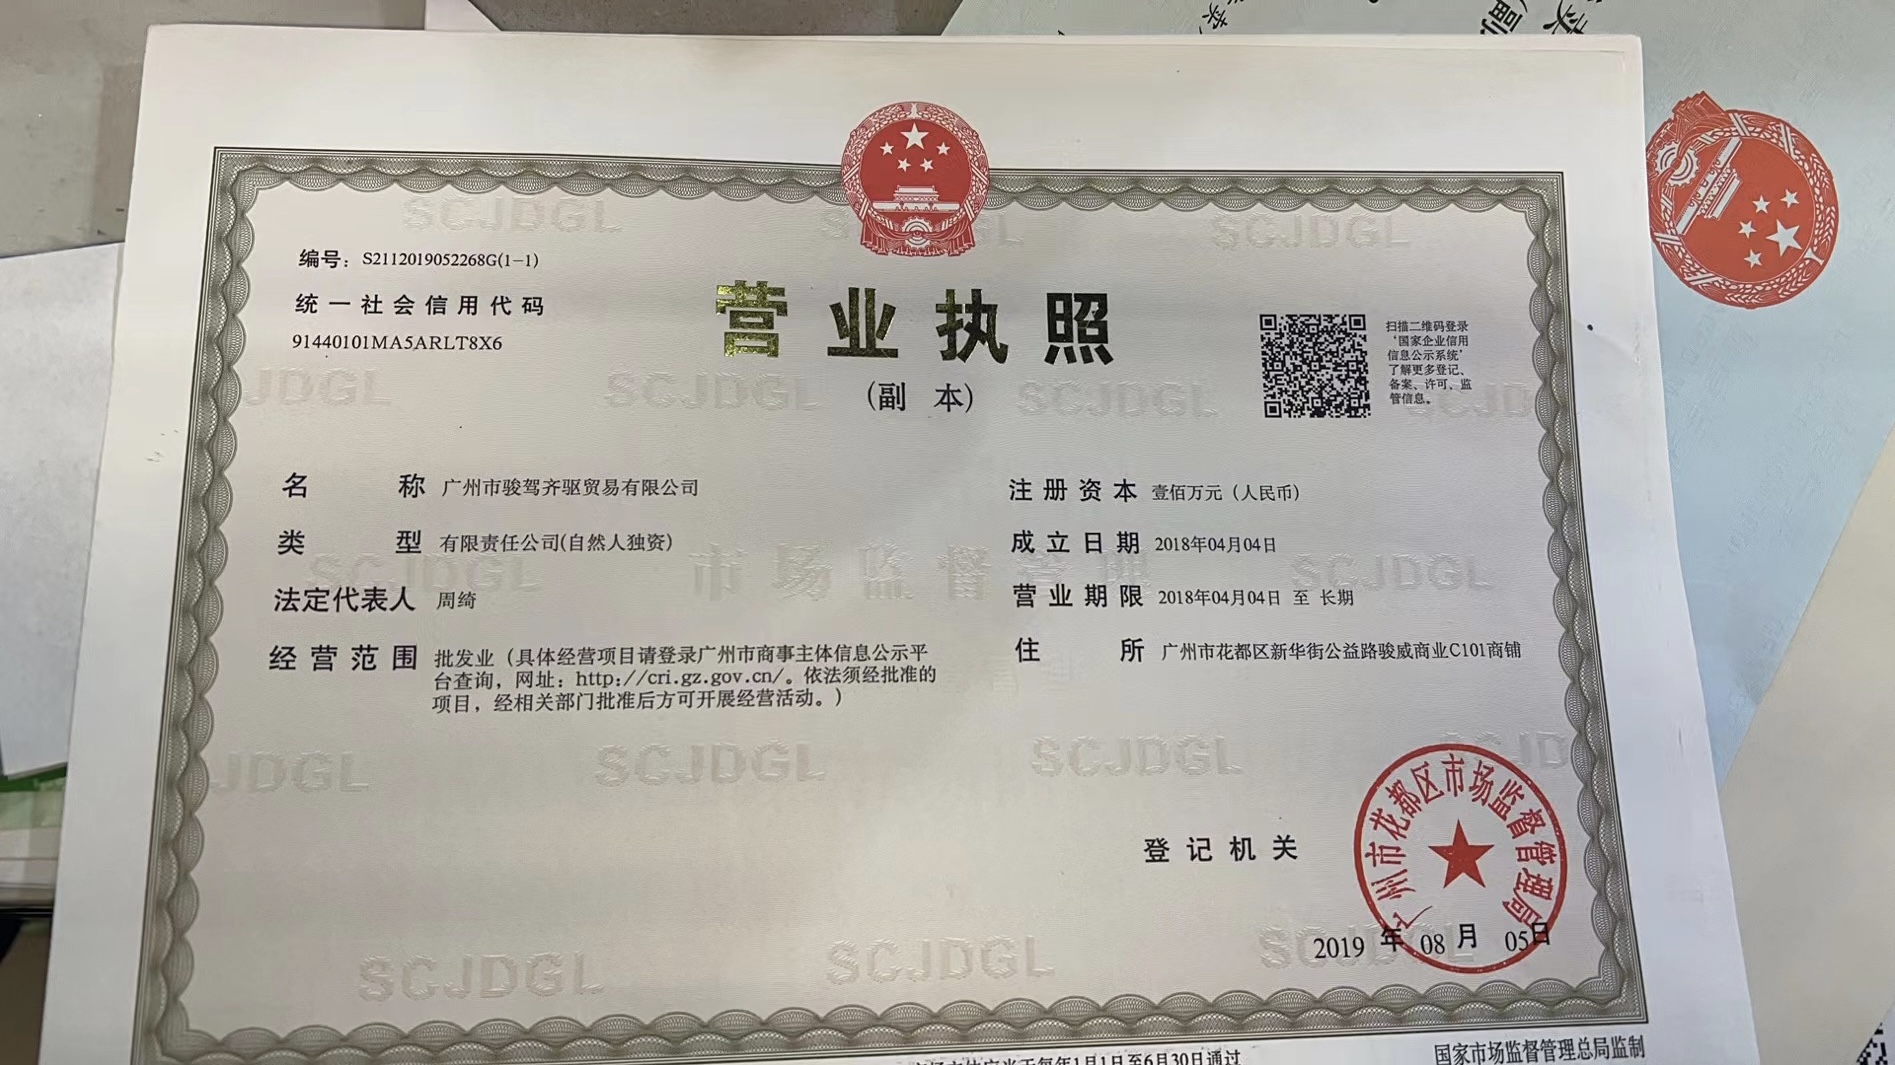 编号：S2112019052268G(1-1)
统一社会信用代码
91440101MA5ARLT8X6
营业执照
(副 本)
扫描二维码登录
‘国家企业信用
信息公示系统’
了解更多登记、
备案、许可、监
管信息。
名 称 广州市骏驾齐驱贸易有限公司
类 型 有限责任公司(自然人独资)
法定代表人 周绮
经营范围 批发业（具体经营项目请登录广州市商事主体信息公示平
台查询，网址：http://cri.gz.gov.cn/。依法须经批准的
项目，经相关部门批准后方可开展经营活动。）
注册资本 壹佰万元（人民币）
成立日期 2018年04月04日
营业期限 2018年04月04日 至 长期
住 所 广州市花都区新华街公益路骏威商业C101商铺
登记机关
广州市花都区市场监督管理局
2019 年 08 月 05日
国家市场监督管理总局监制
SCJDGL
市场监督管理